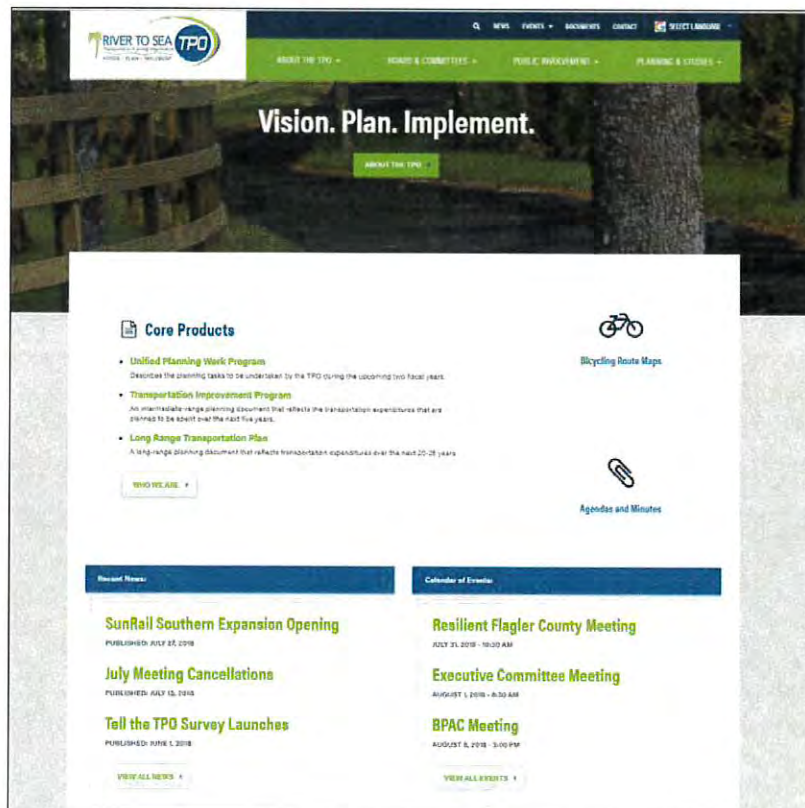 RIVER TO SEA TPO
VISION / PLAN / IMPLEMENT
NEWS EVENTS DOCUMENTS CONTACT SELECT LANGUAGE
ABOUT THE TPO BOARD & COMMITTEES PUBLIC INVOLVEMENT PLANNING & STUDIES
Vision. Plan. Implement.
ABOUT THE TPO
Core Products
• Unified Planning Work Program
Describes the planning tasks to be undertaken by the TPO during the upcoming two fiscal years.
• Transportation Improvement Program
An intermediate-range planning document that reflects the transportation expenditures that are
planned to be spent over the next five years.
• Long Range Transportation Plan
A long-range planning document that reflects transportation expenditures over the next 20-25 years
WHO WE ARE
Bicycling Route Maps
Agendas and Minutes
Recent News:
SunRail Southern Expansion Opening
PUBLISHED: JULY 27, 2018
July Meeting Cancellations
PUBLISHED: JULY 13, 2018
Tell the TPO Survey Launches
PUBLISHED: JUNE 1, 2018
VIEW ALL NEWS
Calendar of Events:
Resilient Flagler County Meeting
JULY 31, 2018 - 10:30 AM
Executive Committee Meeting
AUGUST 1, 2018 - 8:30 AM
BPAC Meeting
AUGUST 8, 2018 - 3:00 PM
VIEW ALL EVENTS